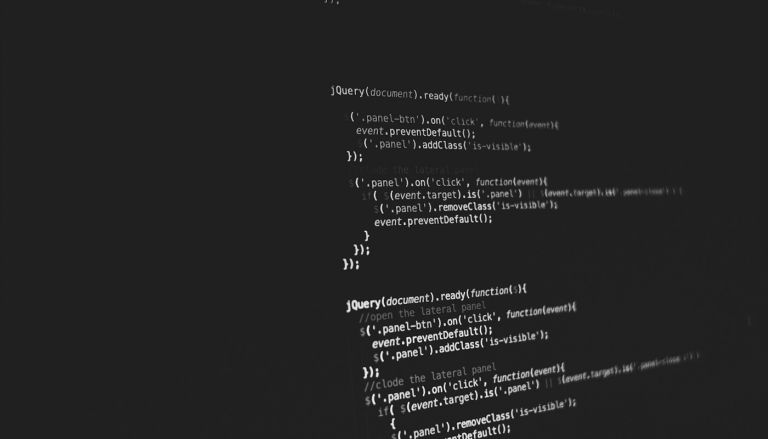 });
jQuery(document).ready(function( ){
$('.panel-btn').on('click', function(event){
event.preventDefault();
$('.panel').addClass('is-visible');
});
//clode the lateral panel
$('.panel').on('click', function(event){
if( $(event.target).is('.panel') || $(event.target).is('.panel-close') ) {
$('.panel').removeClass('is-visible');
event.preventDefault();
}
});
});
jQuery(document).ready(function($){
//open the lateral panel
$('.panel-btn').on('click', function(event){
event.preventDefault();
$('.panel').addClass('is-visible');
});
//clode the lateral panel
$('.panel').on('click', function(event){
if( $(event.target).is('.panel') || $(event.target).is('.panel-close') )
{
$('.panel').removeClass('is-visible');
entDefault();